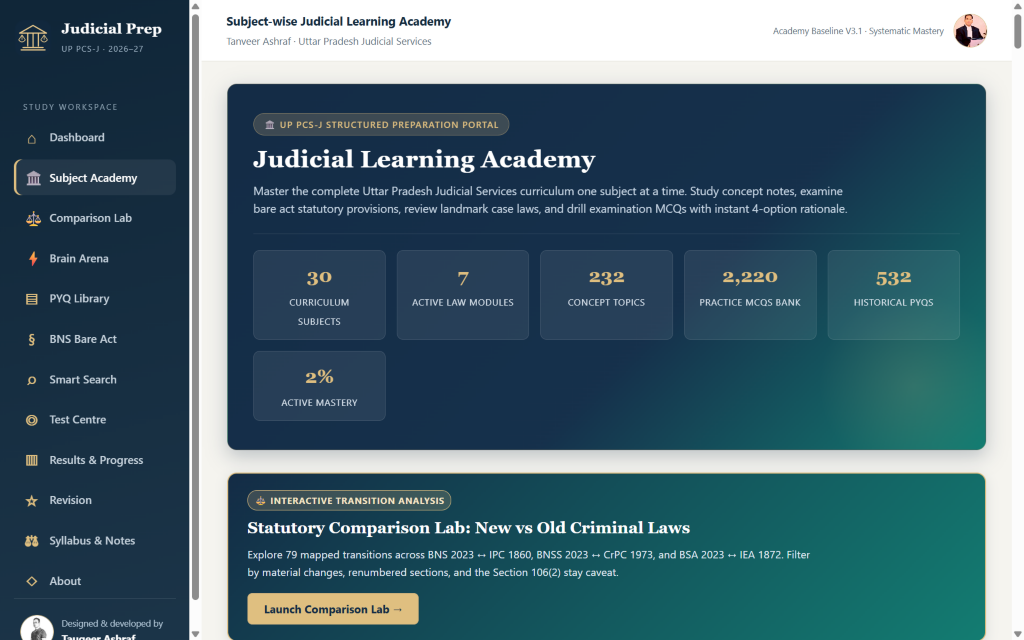 Judicial Prep
UP PCS-J · 2026–27
STUDY WORKSPACE
Dashboard
Subject Academy
Comparison Lab
Brain Arena
PYQ Library
§ BNS Bare Act
Smart Search
Test Centre
Results & Progress
Revision
Syllabus & Notes
About
Designed & developed by
Tauqeer Ashraf
Subject-wise Judicial Learning Academy
Tanveer Ashraf · Uttar Pradesh Judicial Services
Academy Baseline V3.1 · Systematic Mastery
UP PCS-J STRUCTURED PREPARATION PORTAL
Judicial Learning Academy
Master the complete Uttar Pradesh Judicial Services curriculum one subject at a time. Study concept notes, examine
bare act statutory provisions, review landmark case laws, and drill examination MCQs with instant 4-option rationale.
30
CURRICULUM
SUBJECTS
7
ACTIVE LAW MODULES
232
CONCEPT TOPICS
2,220
PRACTICE MCQS BANK
532
HISTORICAL PYQS
2%
ACTIVE MASTERY
INTERACTIVE TRANSITION ANALYSIS
Statutory Comparison Lab: New vs Old Criminal Laws
Explore 79 mapped transitions across BNS 2023 ↔ IPC 1860, BNSS 2023 ↔ CrPC 1973, and BSA 2023 ↔ IEA 1872. Filter
by material changes, renumbered sections, and the Section 106(2) stay caveat.
Launch Comparison Lab →